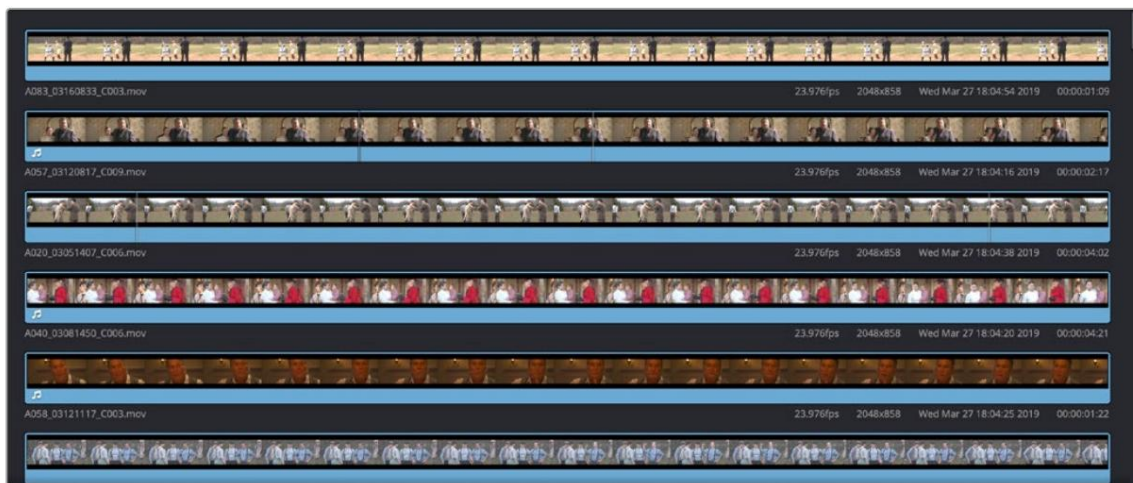 A083_03160833_C003.mov 23.976fps 2048x858 Wed Mar 27 18:04:54 2019 00:00:01:09
A057_03120817_C009.mov 23.976fps 2048x858 Wed Mar 27 18:04:16 2019 00:00:02:17
A020_03051407_C006.mov 23.976fps 2048x858 Wed Mar 27 18:04:38 2019 00:00:04:02
A040_03081450_C006.mov 23.976fps 2048x858 Wed Mar 27 18:04:20 2019 00:00:04:21
A058_03121117_C003.mov 23.976fps 2048x858 Wed Mar 27 18:04:25 2019 00:00:01:22